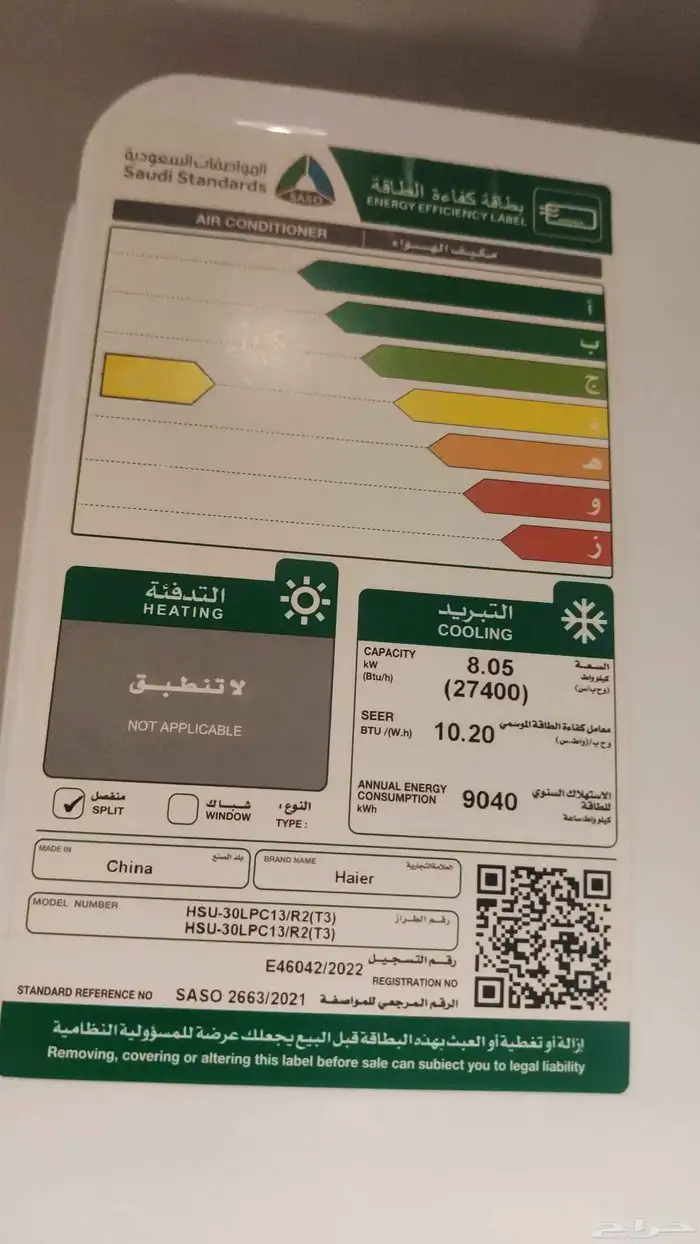 المواصفات السعودية
Saudi Standards
SASO
بطاقة كفاءة الطاقة
ENERGY EFFICIENCY LABEL
AIR CONDITIONER
مكيف الهواء
أ
ب
ج
د
هـ
و
ز
التدفئة
HEATING
لا تنطبق
NOT APPLICABLE
التبريد
COOLING
CAPACITY
kW
(Btu/h)
8.05
(27400)
السعة
كيلو واط
(و ح ب/س)
SEER
BTU /(W.h)
10.20
معامل كفاءة الطاقة الموسمي
و ح ب/(واط.س)
ANNUAL ENERGY
CONSUMPTION
kWh
9040
الاستهلاك السنوي
للطاقة
كيلو واط ساعة
منفصل
SPLIT
شباك
WINDOW
النوع :
TYPE :
MADE IN
بلد الصنع
China
BRAND NAME
العلامة التجارية
Haier
MODEL NUMBER
رقم الطراز
HSU-30LPC13/R2(T3)
HSU-30LPC13/R2(T3)
E46042/2022
رقم التسجيل
REGISTRATION NO
STANDARD REFERENCE NO SASO 2663/2021 الرقم المرجعي للمواصفة
إزالة أو تغطية أو العبث بهذه البطاقة قبل البيع يجعلك عرضة للمسؤولية النظامية
Removing, covering or altering this label before sale can subject you to legal liability
حراج